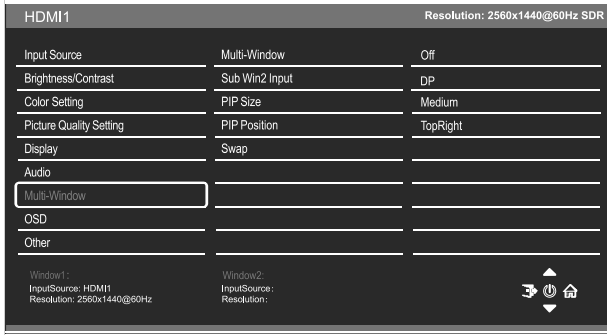 HDMI1 Resolution: 2560x1440@60Hz SDR
Input Source Multi-Window Off
Brightness/Contrast Sub Win2 Input DP
Color Setting PIP Size Medium
Picture Quality Setting PIP Position TopRight
Display Swap
Audio
Multi-Window
OSD
Other
Window1: Window2:
InputSource: HDMI1 InputSource:
Resolution: 2560x1440@60Hz Resolution: